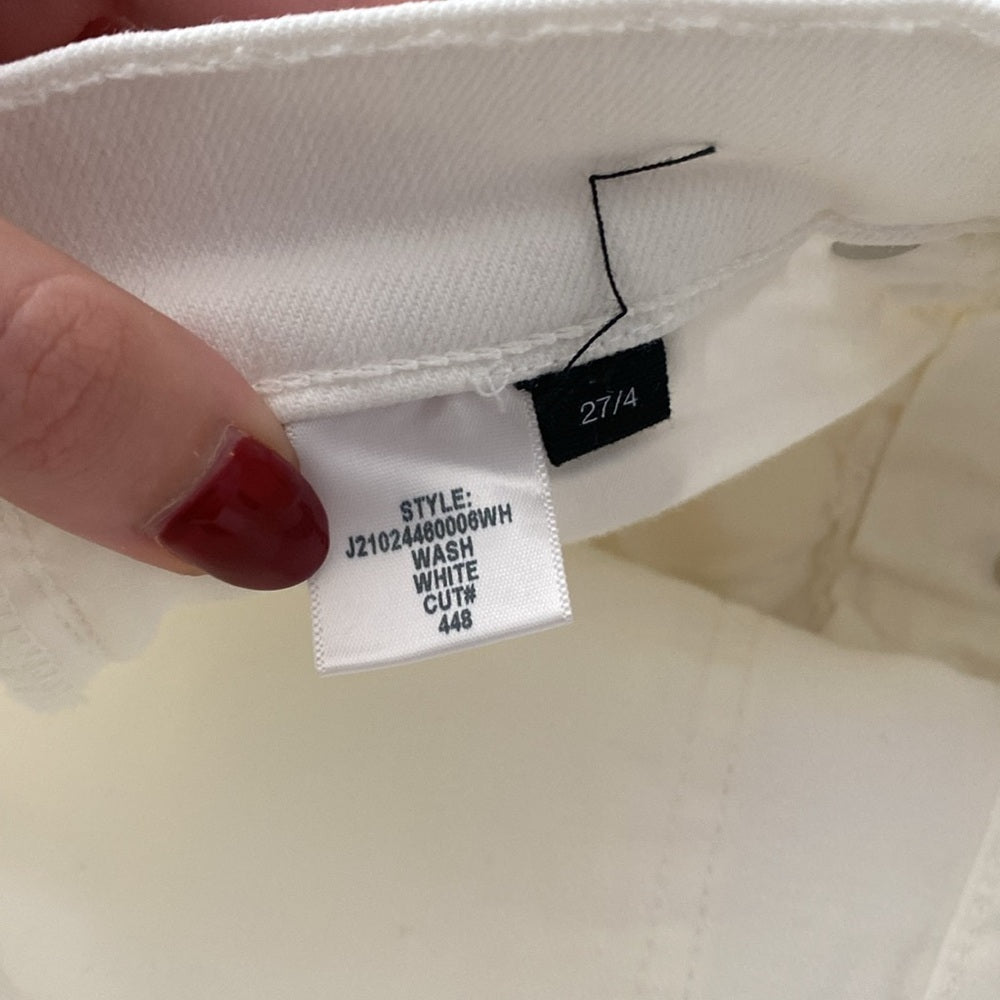 27/4
STYLE:
J21024460006WH
WASH
WHITE
CUT#
448